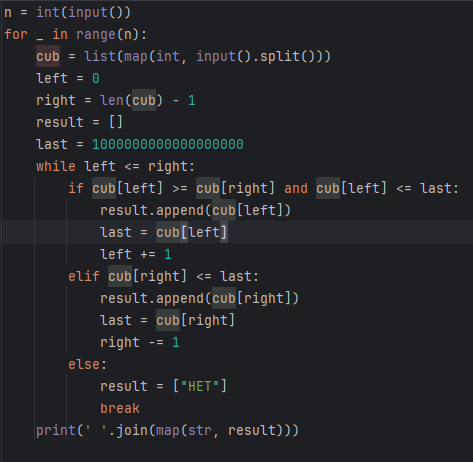 n = int(input())
for _ in range(n):
    cub = list(map(int, input().split()))
    left = 0
    right = len(cub) - 1
    result = []
    last = 1000000000000000000
    while left <= right:
        if cub[left] >= cub[right] and cub[left] <= last:
            result.append(cub[left])
            last = cub[left]
            left += 1
        elif cub[right] <= last:
            result.append(cub[right])
            last = cub[right]
            right -= 1
        else:
            result = ["НЕТ"]
            break
    print(' '.join(map(str, result)))